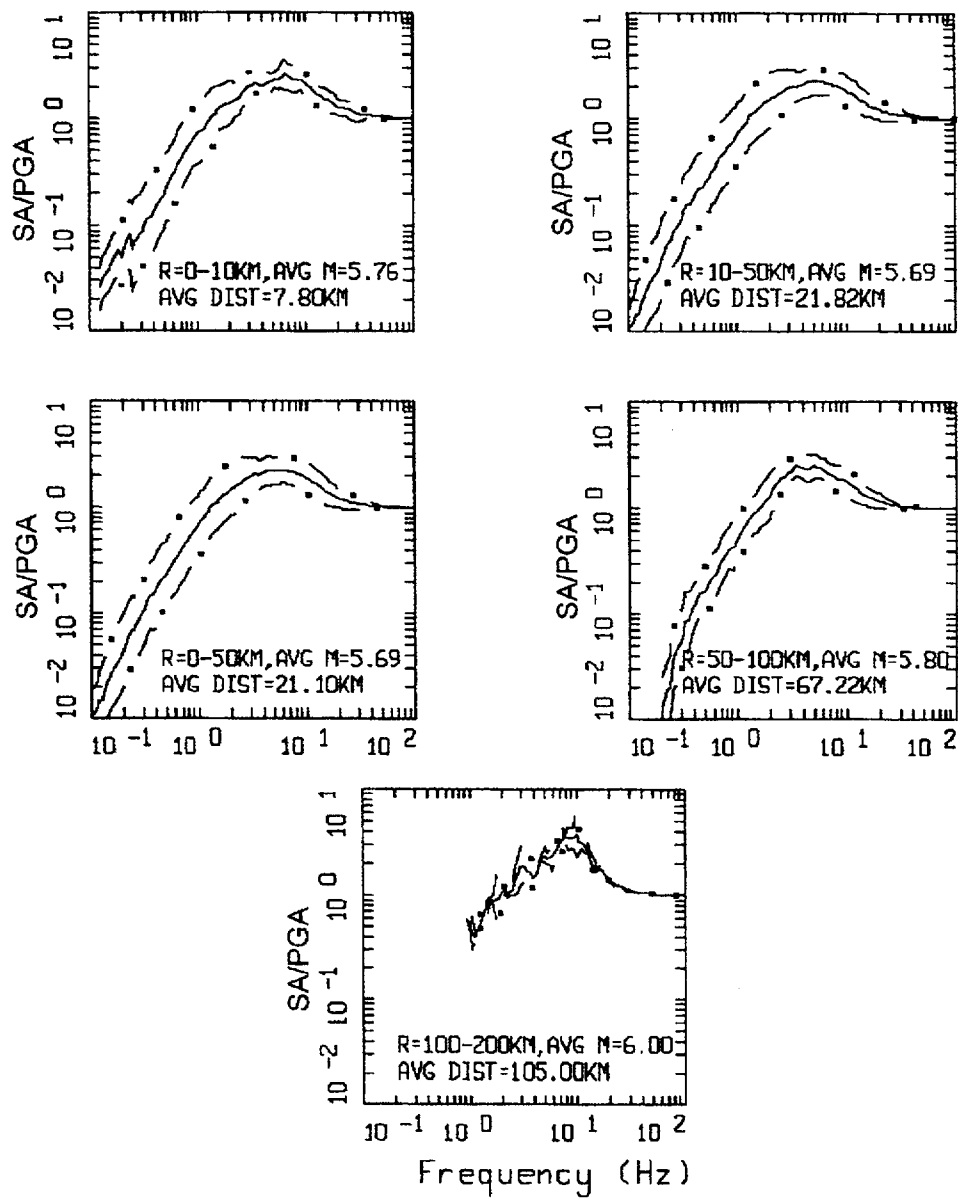 SA/PGA
10 1
10 0
10 -1
10 -2
R=0-10KM,AVG M=5.76
AVG DIST=7.80KM
SA/PGA
10 1
10 0
10 -1
10 -2
R=10-50KM,AVG M=5.69
AVG DIST=21.82KM
SA/PGA
10 1
10 0
10 -1
10 -2
R=0-50KM,AVG M=5.69
AVG DIST=21.10KM
10 -1 10 0 10 1 10 2
SA/PGA
10 1
10 0
10 -1
10 -2
R=50-100KM,AVG M=5.80
AVG DIST=67.22KM
10 -1 10 0 10 1 10 2
SA/PGA
10 1
10 0
10 -1
10 -2
R=100-200KM,AVG M=6.00
AVG DIST=105.00KM
10 -1 10 0 10 1 10 2
Frequency (Hz)